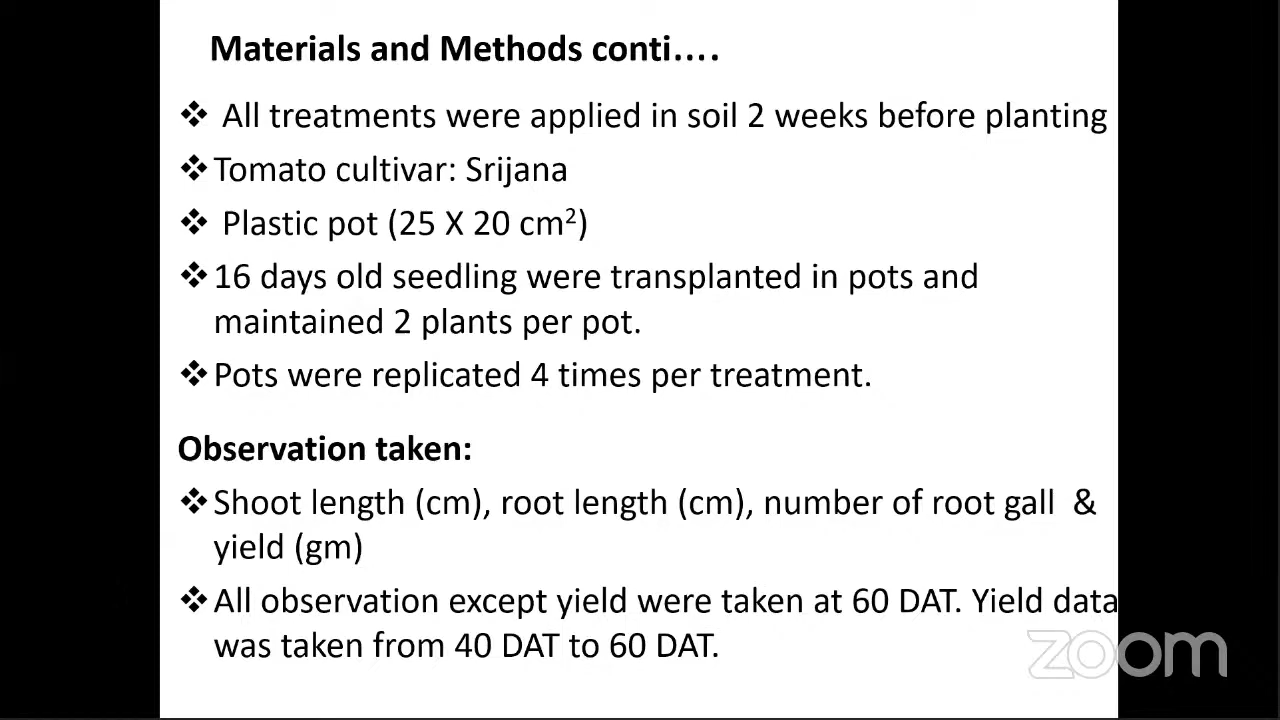 Materials and Methods conti….
❖ All treatments were applied in soil 2 weeks before planting
❖ Tomato cultivar: Srijana
❖ Plastic pot (25 X 20 cm²)
❖ 16 days old seedling were transplanted in pots and
maintained 2 plants per pot.
❖ Pots were replicated 4 times per treatment.
Observation taken:
❖ Shoot length (cm), root length (cm), number of root gall &
yield (gm)
❖ All observation except yield were taken at 60 DAT. Yield data
was taken from 40 DAT to 60 DAT.
zoom